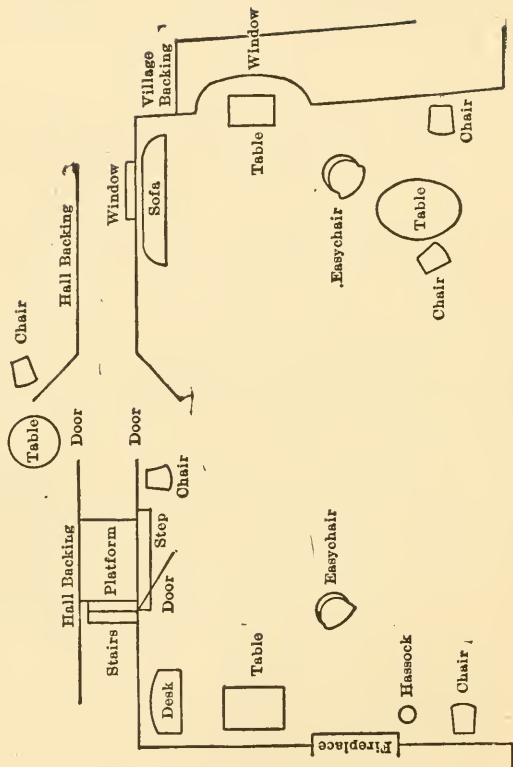 Chair
Table
Hall Backing
Door
Hall Backing
Stairs
Platform
Window
Door
Village
Backing
Desk
Step
Sofa
Door
Chair
Table
Table
Window
Easychair
Easychair
Fireplace
Hassock
Table
Chair
Chair
Chair